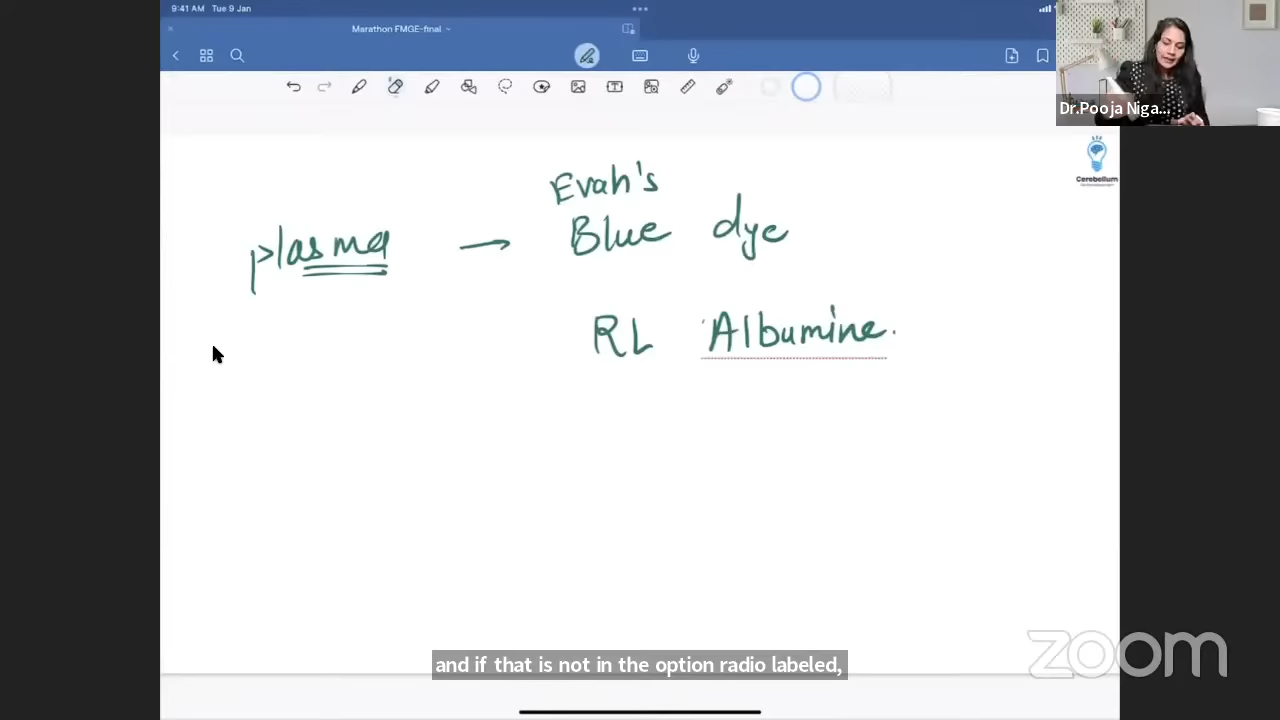 9:41 AM Tue 9 Jan
Marathon FMGE-final
Dr.Pooja Niga...
Cerebellum
Evah's
plasma → Blue dye
RL Albumine.
and if that is not in the option radio labeled,
zoom